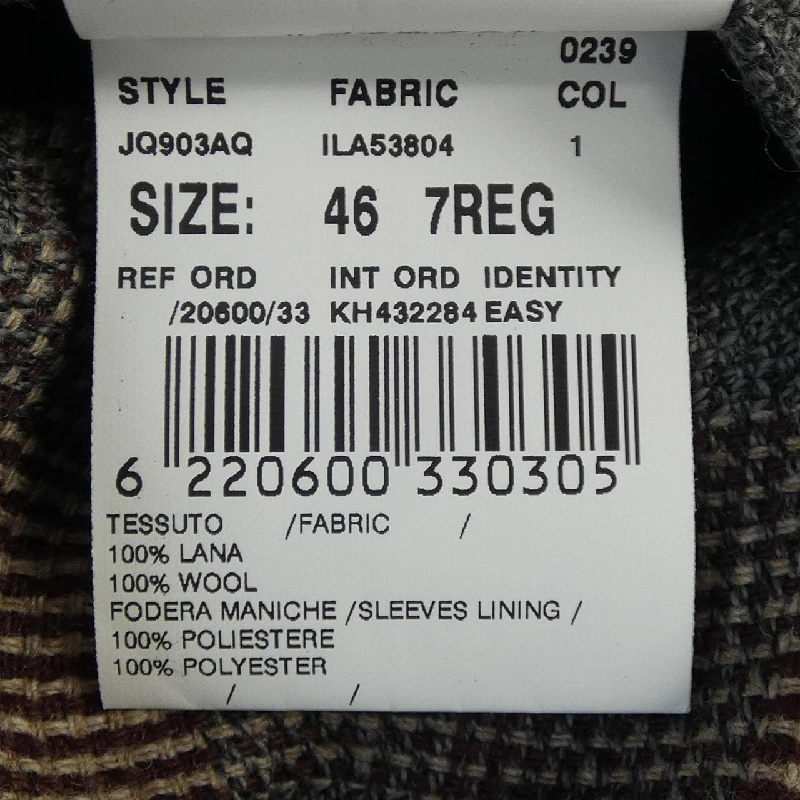 0239
STYLE FABRIC COL
JQ903AQ ILA53804 1
SIZE: 46 7REG
REF ORD INT ORD IDENTITY
/20600/33 KH432284 EASY
6 220600 330305
TESSUTO /FABRIC /
100% LANA
100% WOOL
FODERA MANICHE /SLEEVES LINING /
100% POLIESTERE
100% POLYESTER
/ /